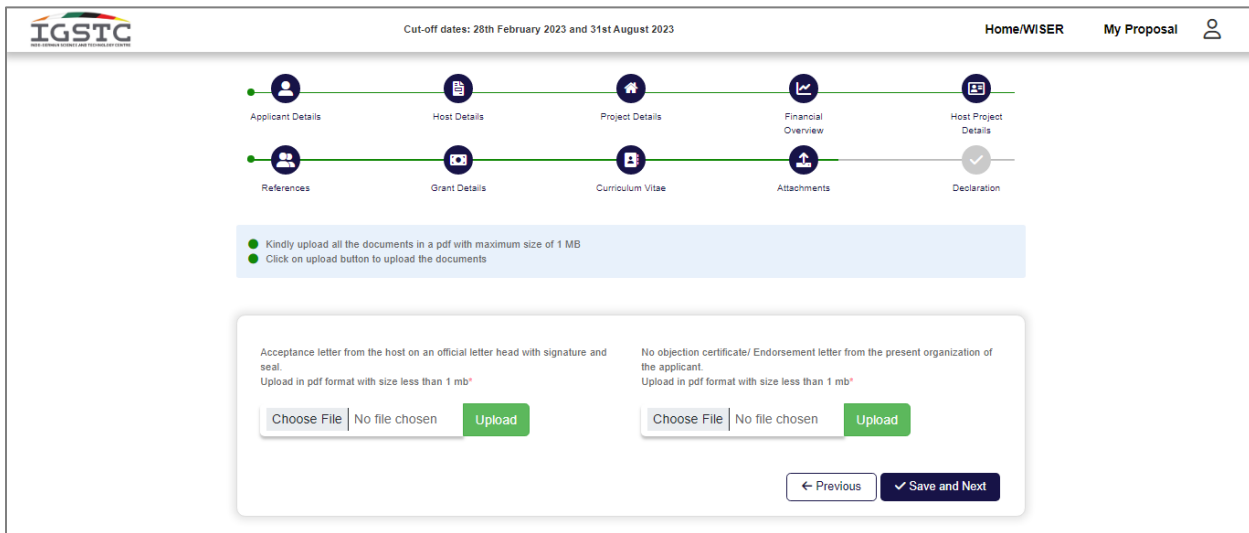 IGSTC
INDO-GERMAN SCIENCE AND TECHNOLOGY CENTRE
Cut-off dates: 28th February 2023 and 31st August 2023
Home/WISER
My Proposal
Applicant Details
Host Details
Project Details
Financial
Overview
Host Project
Details
References
Grant Details
Curriculum Vitae
Attachments
Declaration
Kindly upload all the documents in a pdf with maximum size of 1 MB
Click on upload button to upload the documents
Acceptance letter from the host on an official letter head with signature and
seal.
Upload in pdf format with size less than 1 mb*
Choose File No file chosen Upload
No objection certificate/ Endorsement letter from the present organization of
the applicant.
Upload in pdf format with size less than 1 mb*
Choose File No file chosen Upload
← Previous
✓ Save and Next